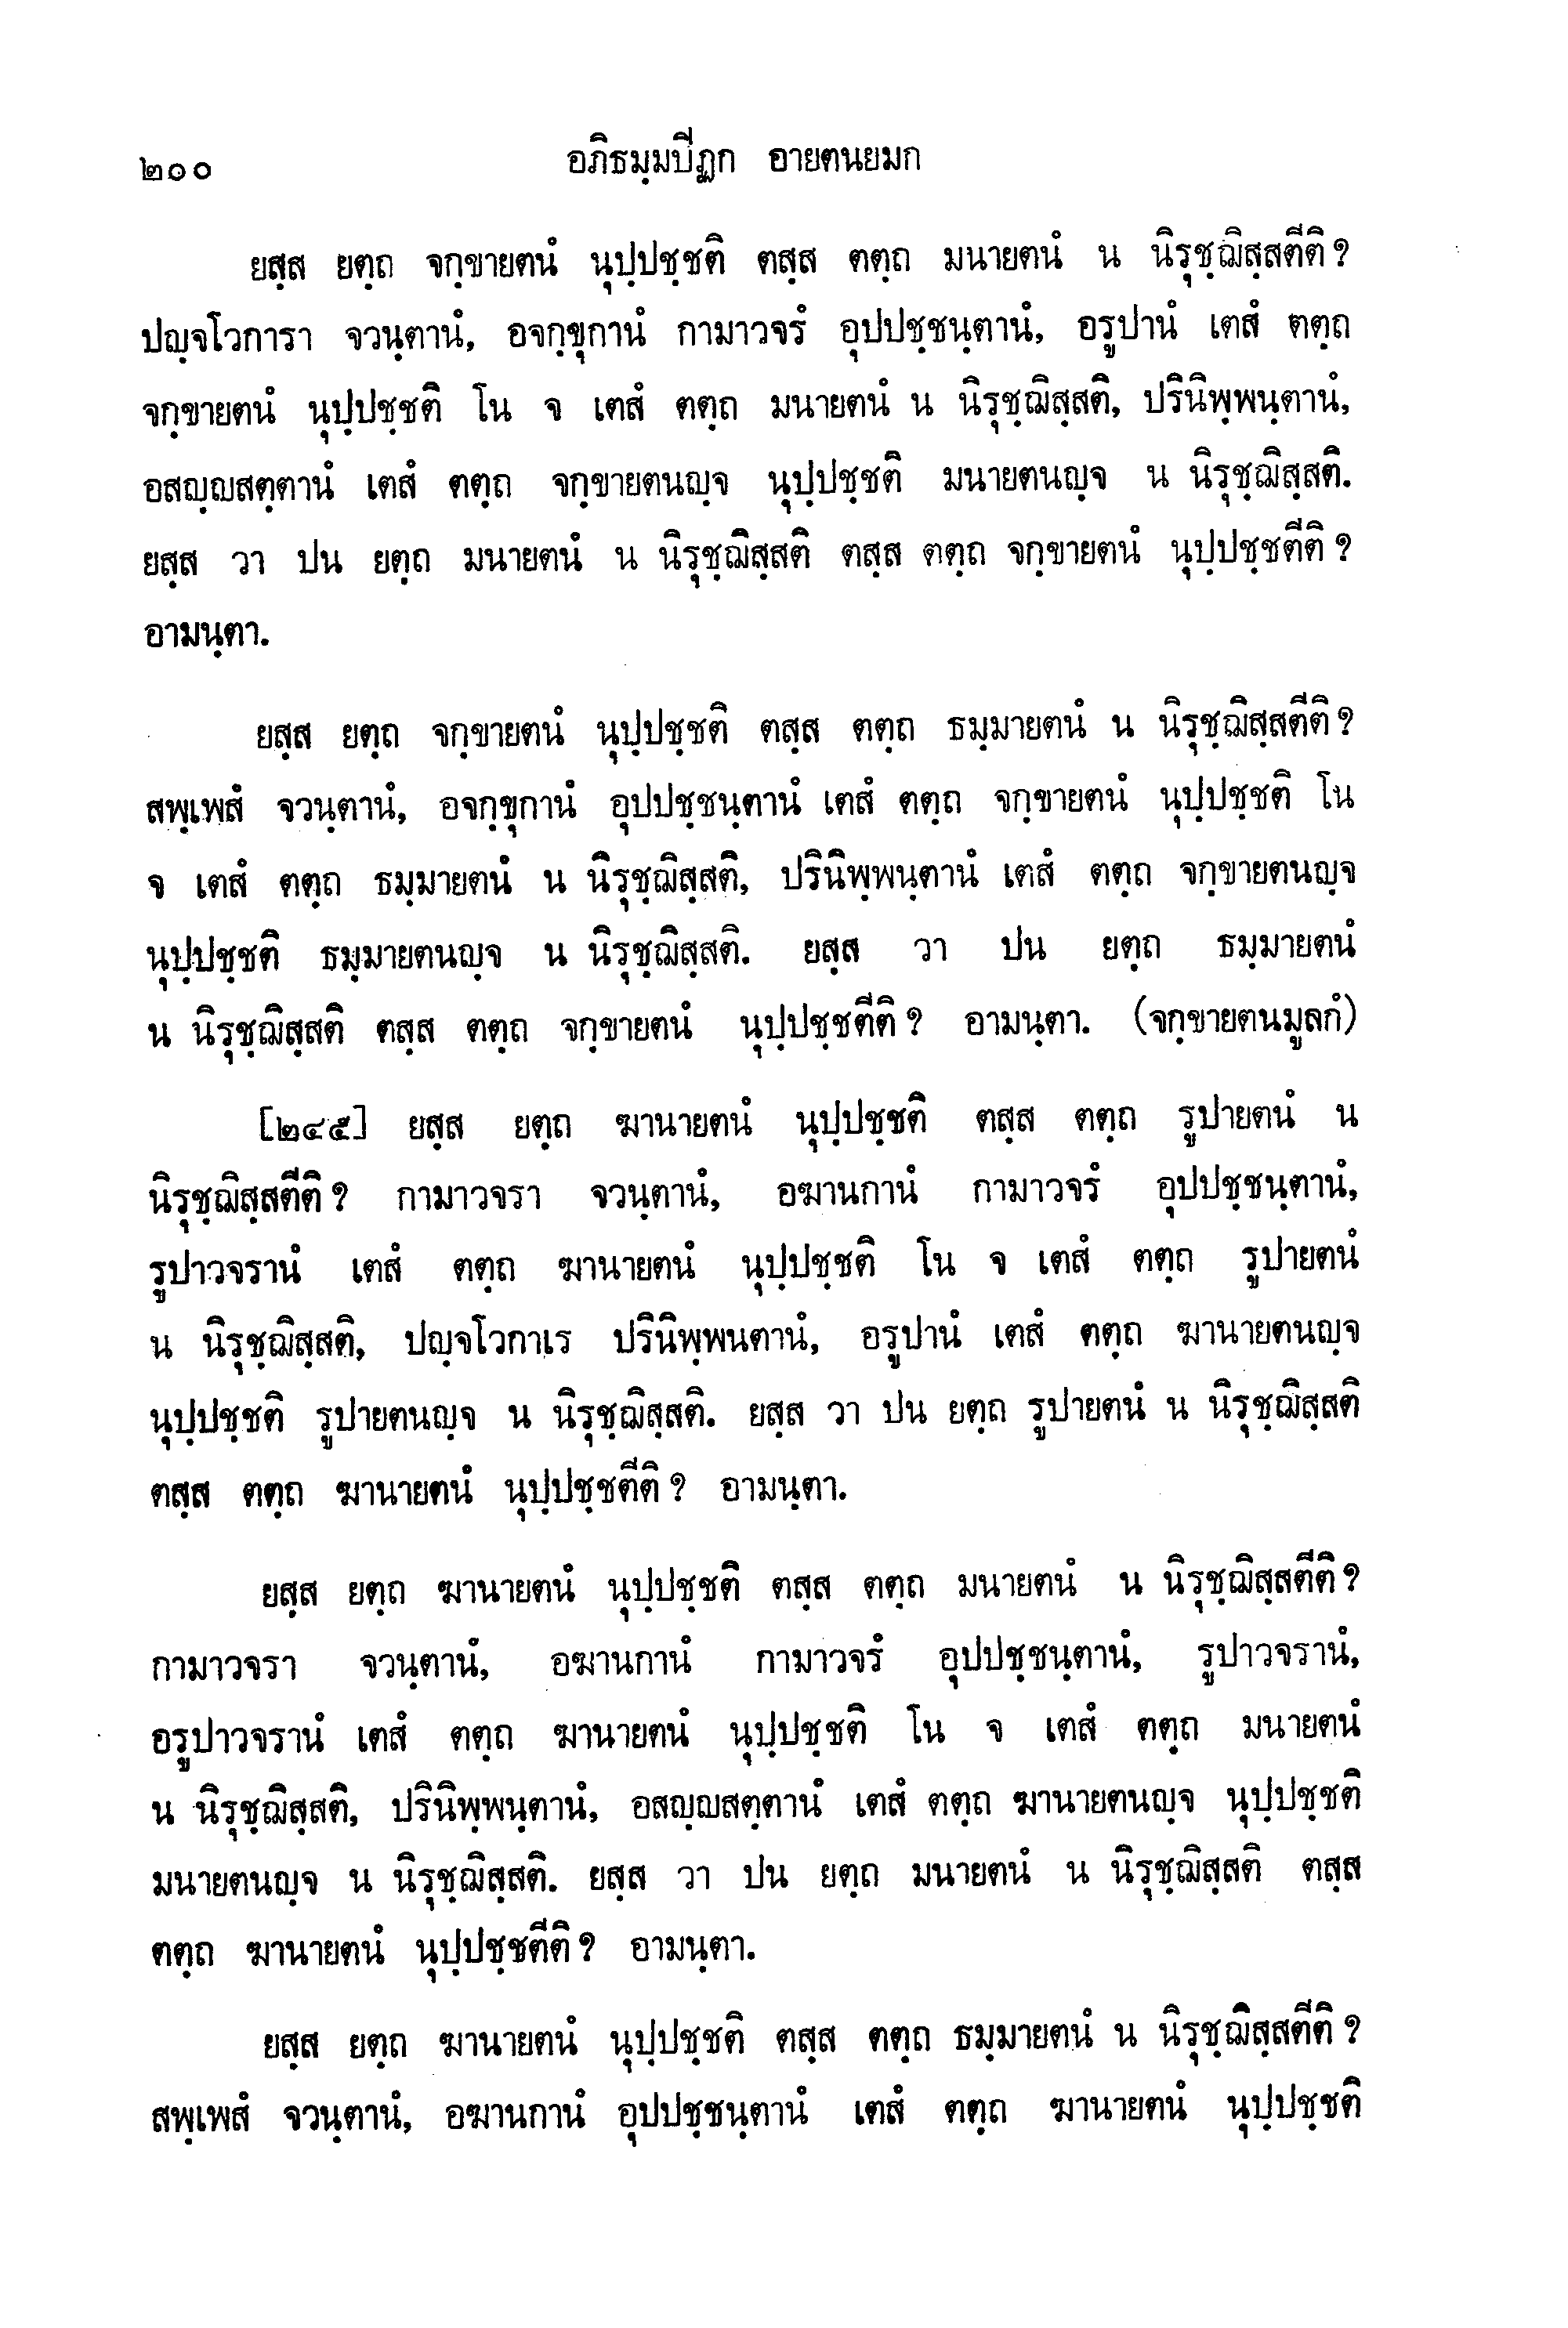 ๒๐๐ อภิธมฺมปีฏก อายตนยมก
ยสฺส ยตฺถ จกฺขายตนํ นุปฺปชฺชติ ตสฺส ตตฺถ มนายตนํ น นิรุชฺฌิสฺสตีติ ?
ปญฺจโวการา จวนฺตานํ, อจกฺขุกานํ กามาวจรํ อุปปชฺชนฺตานํ, อรูปานํ เตสํ ตตฺถ
จกฺขายตนํ นุปฺปชฺชติ โน จ เตสํ ตตฺถ มนายตนํ น นิรุชฺฌิสฺสติ, ปรินิพฺพนฺตานํ,
อสญฺญสตฺตานํ เตสํ ตตฺถ จกฺขายตนญฺจ นุปฺปชฺชติ มนายตนญฺจ น นิรุชฺฌิสฺสติ.
ยสฺส วา ปน ยตฺถ มนายตนํ น นิรุชฺฌิสฺสติ ตสฺส ตตฺถ จกฺขายตนํ นุปฺปชฺชตีติ ?
อามนฺตา.
ยสฺส ยตฺถ จกฺขายตนํ นุปฺปชฺชติ ตสฺส ตตฺถ ธมฺมายตนํ น นิรุชฺฌิสฺสตีติ ?
สพฺเพสํ จวนฺตานํ, อจกฺขุกานํ อุปปชฺชนฺตานํ เตสํ ตตฺถ จกฺขายตนํ นุปฺปชฺชติ โน
จ เตสํ ตตฺถ ธมฺมายตนํ น นิรุชฺฌิสฺสติ, ปรินิพฺพนฺตานํ เตสํ ตตฺถ จกฺขายตนญฺจ
นุปฺปชฺชติ ธมฺมายตนญฺจ น นิรุชฺฌิสฺสติ. ยสฺส วา ปน ยตฺถ ธมฺมายตนํ
น นิรุชฺฌิสฺสติ ตสฺส ตตฺถ จกฺขายตนํ นุปฺปชฺชตีติ ? อามนฺตา. (จกฺขายตนมูลกํ)
[๒๔๕] ยสฺส ยตฺถ ฆานายตนํ นุปฺปชฺชติ ตสฺส ตตฺถ รูปายตนํ น
นิรุชฺฌิสฺสตีติ ? กามาวจรา จวนฺตานํ, อฆานกานํ กามาวจรํ อุปปชฺชนฺตานํ,
รูปาวจรานํ เตสํ ตตฺถ ฆานายตนํ นุปฺปชฺชติ โน จ เตสํ ตตฺถ รูปายตนํ
น นิรุชฺฌิสฺสติ, ปญฺจโวกาเร ปรินิพฺพนตานํ, อรูปานํ เตสํ ตตฺถ ฆานายตนญฺจ
นุปฺปชฺชติ รูปายตนญฺจ น นิรุชฺฌิสฺสติ. ยสฺส วา ปน ยตฺถ รูปายตนํ น นิรุชฺฌิสฺสติ
ตสฺส ตตฺถ ฆานายตนํ นุปฺปชฺชตีติ ? อามนฺตา.
ยสฺส ยตฺถ ฆานายตนํ นุปฺปชฺชติ ตสฺส ตตฺถ มนายตนํ น นิรุชฺฌิสฺสตีติ ?
กามาวจรา จวนฺตานํ, อฆานกานํ กามาวจรํ อุปปชฺชนฺตานํ, รูปาวจรานํ,
อรูปาวจรานํ เตสํ ตตฺถ ฆานายตนํ นุปฺปชฺชติ โน จ เตสํ ตตฺถ มนายตนํ
น นิรุชฺฌิสฺสติ, ปรินิพฺพนฺตานํ, อสญฺญสตฺตานํ เตสํ ตตฺถ ฆานายตนญฺจ นุปฺปชฺชติ
มนายตนญฺจ น นิรุชฺฌิสฺสติ. ยสฺส วา ปน ยตฺถ มนายตนํ น นิรุชฺฌิสฺสติ ตสฺส
ตตฺถ ฆานายตนํ นุปฺปชฺชตีติ ? อามนฺตา.
ยสฺส ยตฺถ ฆานายตนํ นุปฺปชฺชติ ตสฺส ตตฺถ ธมฺมายตนํ น นิรุชฺฌิสฺสตีติ ?
สพฺเพสํ จวนฺตานํ, อฆานกานํ อุปปชฺชนฺตานํ เตสํ ตตฺถ ฆานายตนํ นุปฺปชฺชติ